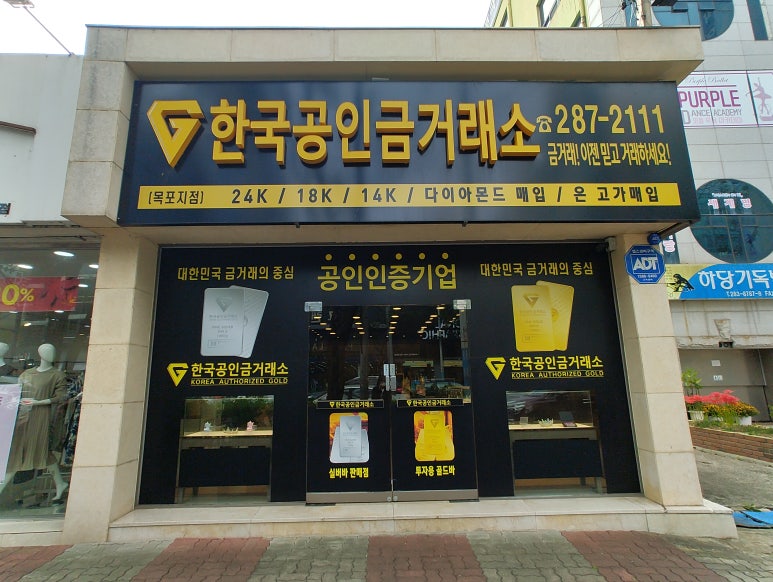 한국공인금거래소 ☎287-2111
금거래! 이젠 믿고 거래하세요!
(목포지점) 24K / 18K / 14K / 다이아몬드 매입 / 은 고가매입
대한민국 금거래의 중심
공인인증기업
대한민국 금거래의 중심
한국공인금거래소
KOREA AUTHORIZED GOLD
한국공인금거래소
KOREA AUTHORIZED GOLD
한국공인금거래소
실버바 판매점
한국공인금거래소
투자용 골드바
ADT
PURPLE
DANCE ACADEMY
하당기독
0%